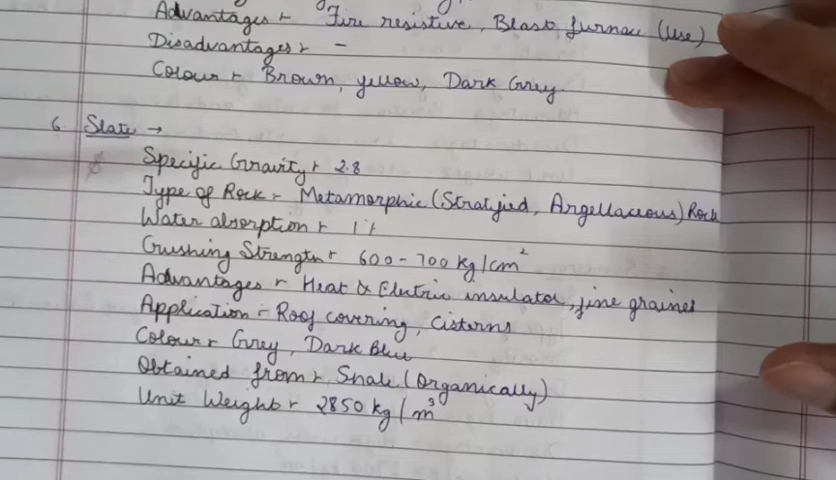 Advantages :- Fire resistive, Blast furnace (Use)
Disadvantages :- -
Colour :- Brown, yellow, Dark Grey.
6. Slate →
Specific Gravity :- 2.8
Type of Rock :- Metamorphic (Stratified, Argellaceous) Rock
Water absorption :- 1%
Crushing Strength :- 600-700 kg/cm²
Advantages :- Heat & Electric insulator, fine grained
Application :- Roof covering, cisterns
Colour :- Grey, Dark Blue
Obtained from :- Shale (Organically)
Unit Weight :- 2850 kg/m³